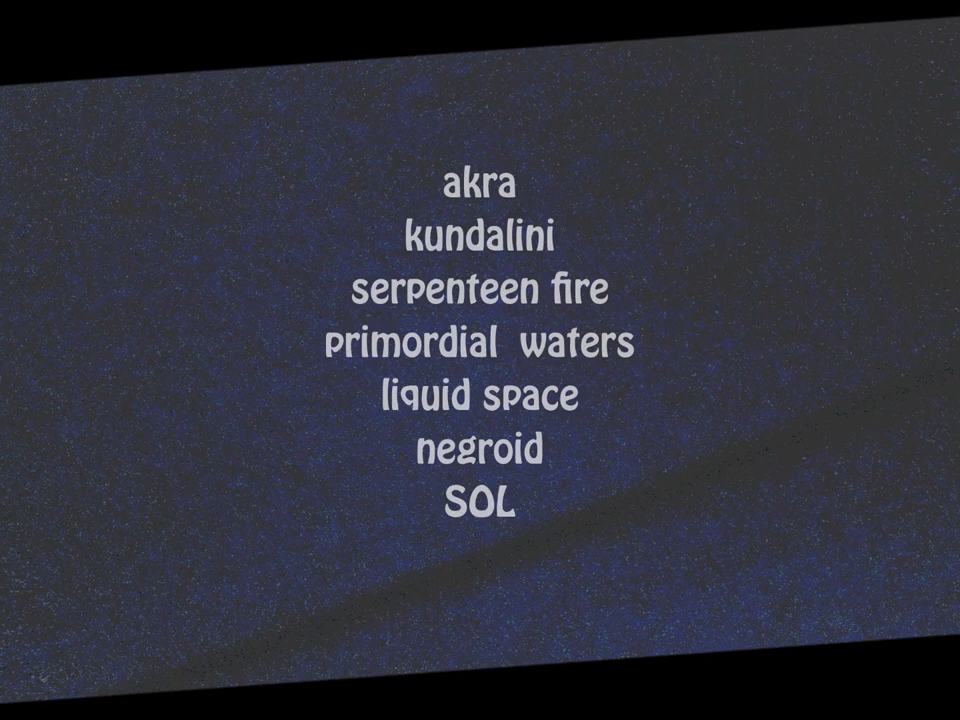 akra
kundalini
serpenteen fire
primordial waters
liquid space
negroid
SOL